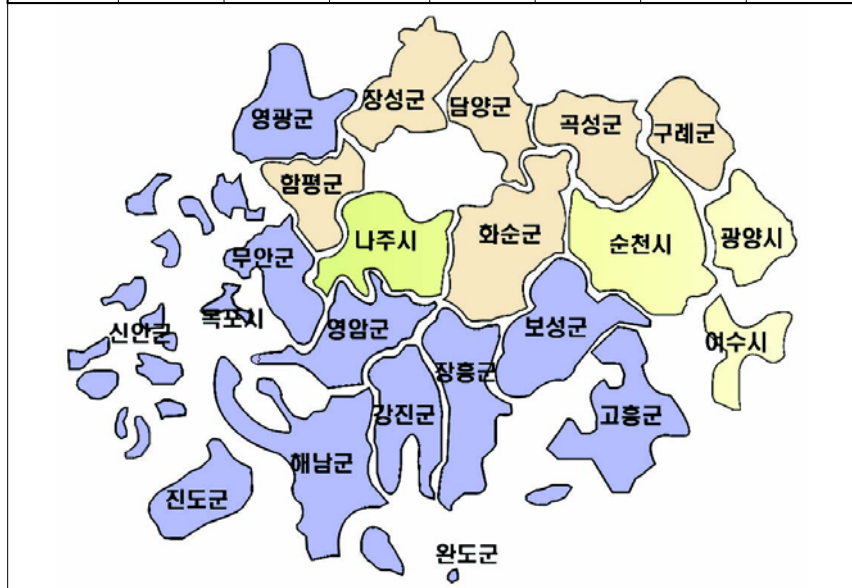 장성군
담양군
영광군
곡성군
구례군
함평군
나주시
화순군
순천시
광양시
무안군
목포시
신안군
영암군
보성군
여수시
장흥군
강진군
고흥군
해남군
진도군
완도군